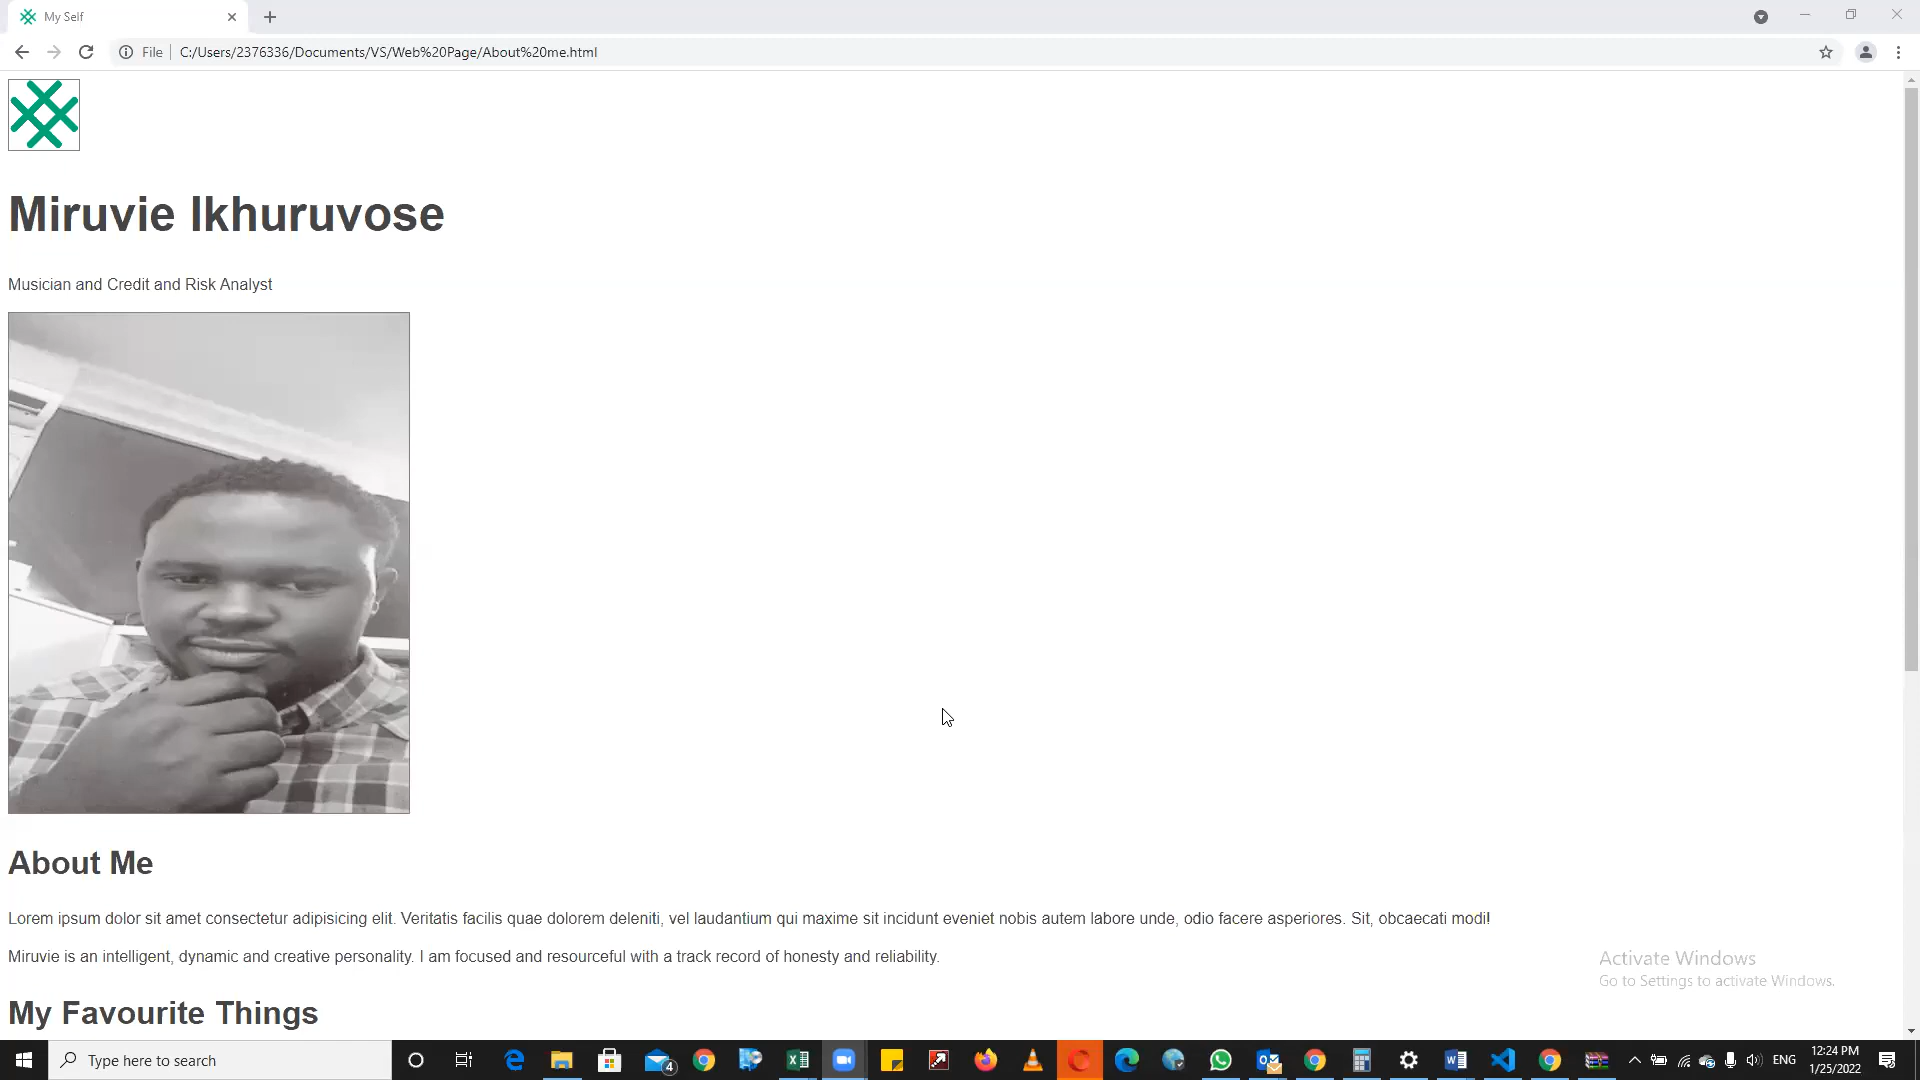 My Self
File
C:/Users/2376336/Documents/VS/Web%20Page/About%20me.html
Miruvie Ikhuruvose
Musician and Credit and Risk Analyst
About Me
Lorem ipsum dolor sit amet consectetur adipisicing elit. Veritatis facilis quae dolorem deleniti, vel laudantium qui maxime sit incidunt eveniet nobis autem labore unde, odio facere asperiores. Sit, obcaecati modi!
Miruvie is an intelligent, dynamic and creative personality. I am focused and resourceful with a track record of honesty and reliability.
Activate Windows
Go to Settings to activate Windows.
My Favourite Things
Type here to search
4
ENG
12:24 PM
1/25/2022